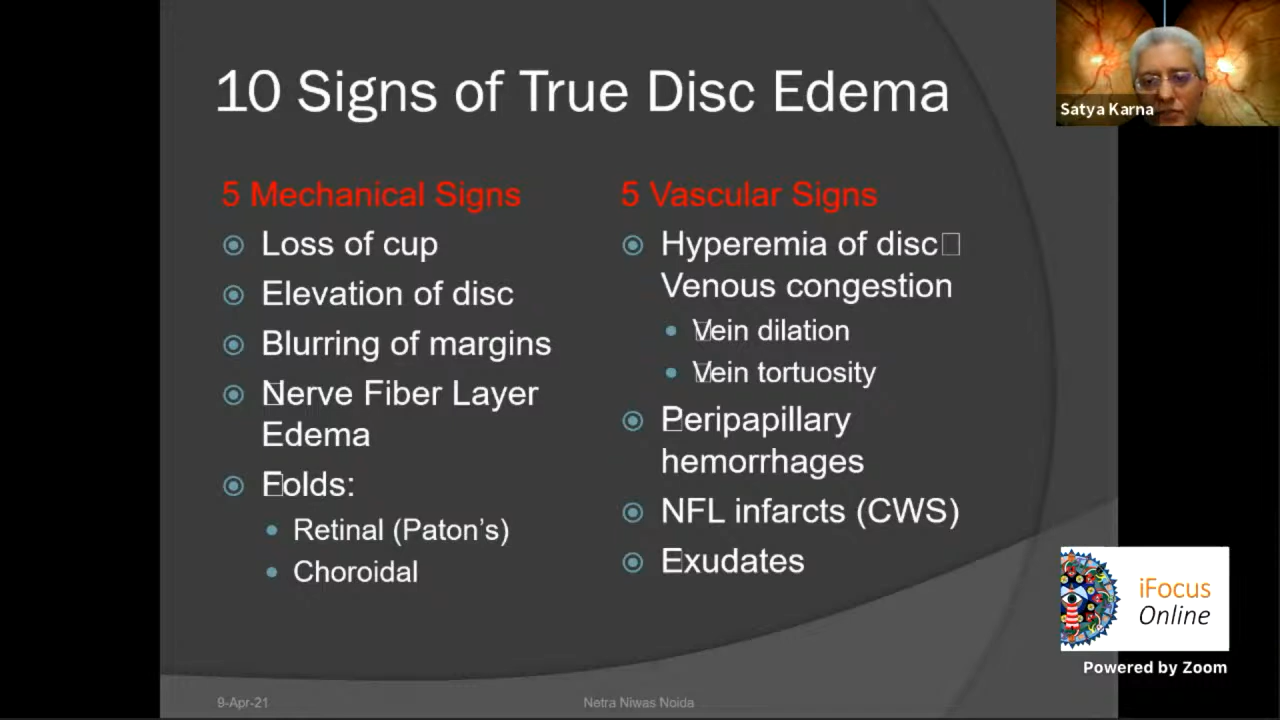 10 Signs of True Disc Edema
5 Mechanical Signs
Loss of cup
Elevation of disc
Blurring of margins
Nerve Fiber Layer
Edema
Folds:
Retinal (Paton's)
Choroidal
5 Vascular Signs
Hyperemia of disc
Venous congestion
Vein dilation
Vein tortuosity
Peripapillary
hemorrhages
NFL infarcts (CWS)
Exudates
9-Apr-21
Netra Niwas Noida
Satya Karna
iFocus
Online
Powered by Zoom